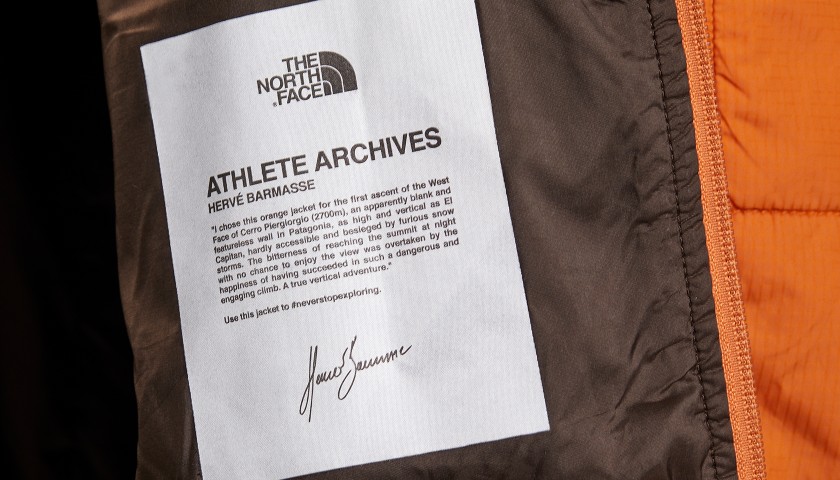 THE
NORTH
FACE
ATHLETE ARCHIVES
HERVÉ BARMASSE
"I chose this orange jacket for the first ascent of the West
Face of Cerro Piergiorgio (2700m), an apparently blank and
featureless wall in Patagonia, as high and vertical as El
Capitan, hardly accessible and besieged by furious snow
storms. The bitterness of reaching the summit at night
with no chance to enjoy the view was overtaken by the
happiness of having succeeded in such a dangerous and
engaging climb. A true vertical adventure."
Use this jacket to #neverstopexploring.